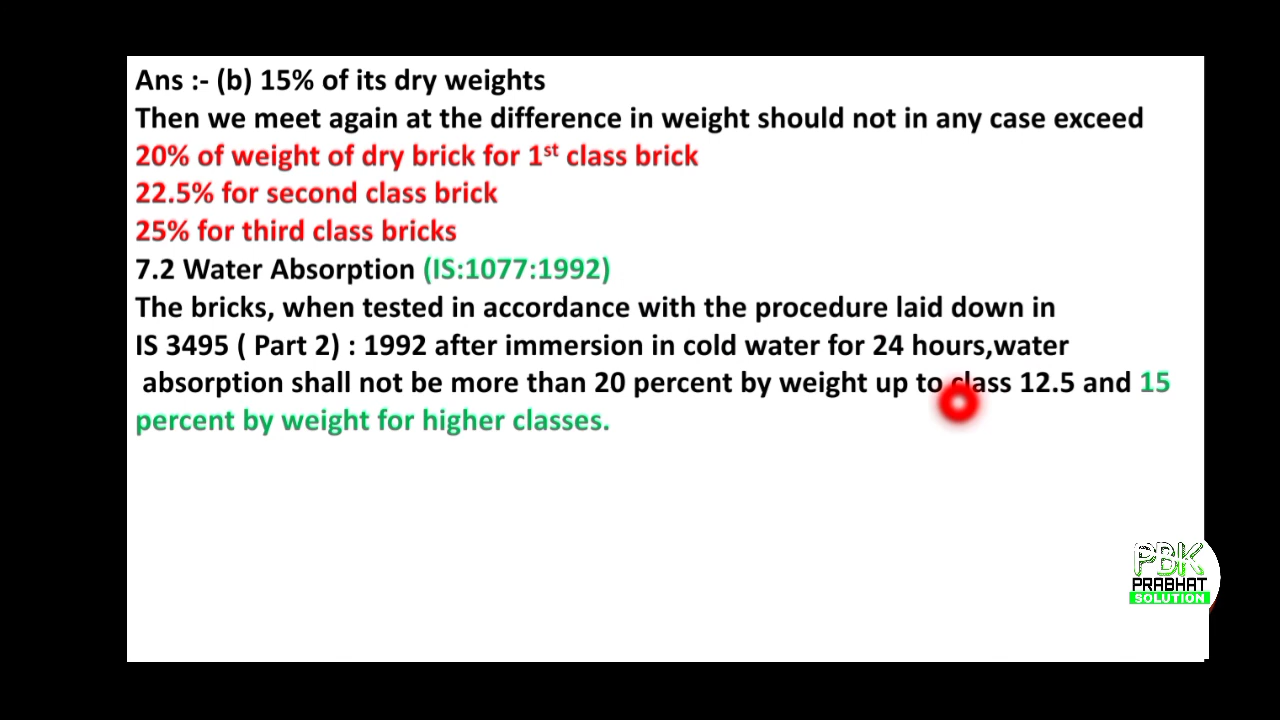 Ans :- (b) 15% of its dry weights
Then we meet again at the difference in weight should not in any case exceed
20% of weight of dry brick for 1st class brick
22.5% for second class brick
25% for third class bricks
7.2 Water Absorption (IS:1077:1992)
The bricks, when tested in accordance with the procedure laid down in
IS 3495 ( Part 2) : 1992 after immersion in cold water for 24 hours,water
absorption shall not be more than 20 percent by weight up to class 12.5 and 15
percent by weight for higher classes.
PBK
PRABHAT
SOLUTION